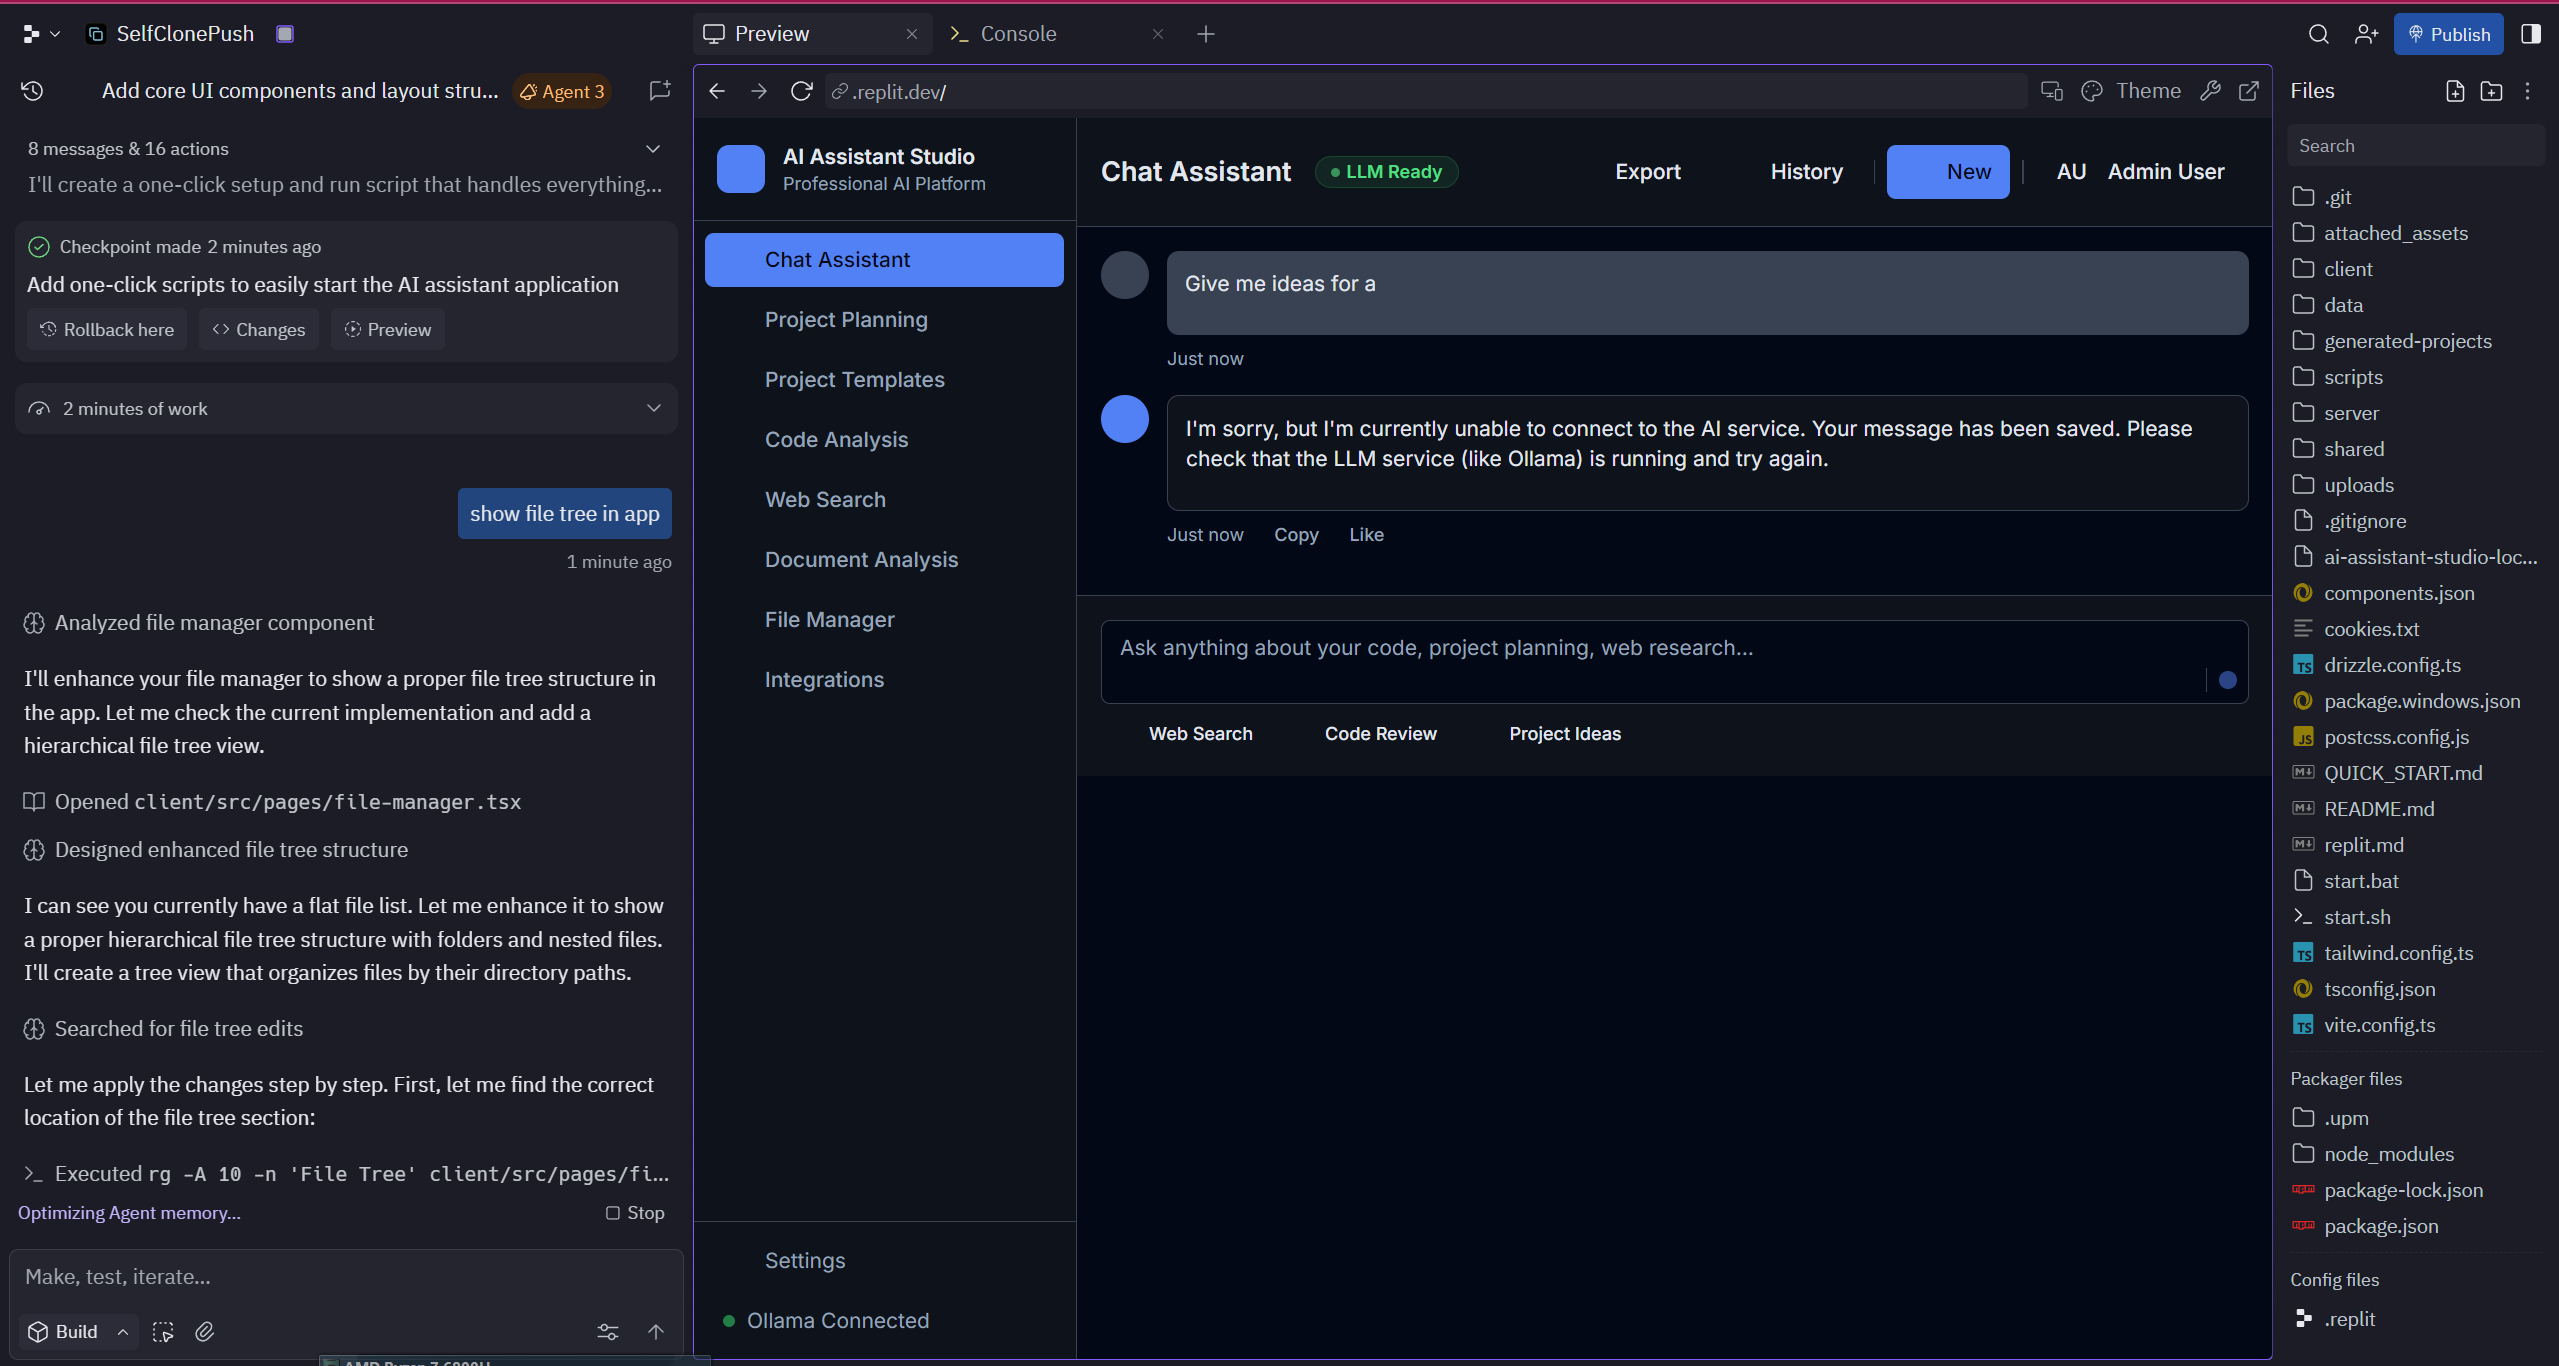 SelfClonePush
Preview
Console
Publish
Add core UI components and layout stru...
Agent 3
8 messages & 16 actions
I'll create a one-click setup and run script that handles everything...
Checkpoint made 2 minutes ago
Add one-click scripts to easily start the AI assistant application
Rollback here
Changes
Preview
2 minutes of work
show file tree in app
1 minute ago
Analyzed file manager component
I'll enhance your file manager to show a proper file tree structure in
the app. Let me check the current implementation and add a
hierarchical file tree view.
Opened client/src/pages/file-manager.tsx
Designed enhanced file tree structure
I can see you currently have a flat file list. Let me enhance it to show
a proper hierarchical file tree structure with folders and nested files.
I'll create a tree view that organizes files by their directory paths.
Searched for file tree edits
Let me apply the changes step by step. First, let me find the correct
location of the file tree section:
Executed rg -A 10 -n 'File Tree' client/src/pages/fi...
Optimizing Agent memory...
Stop
Make, test, iterate...
Build
AMD Ryzen 7 6800H
.replit.dev/
Theme
AI Assistant Studio
Professional AI Platform
Chat Assistant
Project Planning
Project Templates
Code Analysis
Web Search
Document Analysis
File Manager
Integrations
Settings
Ollama Connected
Chat Assistant
LLM Ready
Export
History
New
AU
Admin User
Give me ideas for a
Just now
I'm sorry, but I'm currently unable to connect to the AI service. Your message has been saved. Please
check that the LLM service (like Ollama) is running and try again.
Just now
Copy
Like
Ask anything about your code, project planning, web research...
Web Search
Code Review
Project Ideas
Files
Search
.git
attached_assets
client
data
generated-projects
scripts
server
shared
uploads
.gitignore
ai-assistant-studio-loc...
components.json
cookies.txt
TS drizzle.config.ts
package.windows.json
JS postcss.config.js
M↓ QUICK_START.md
M↓ README.md
M↓ replit.md
start.bat
start.sh
TS tailwind.config.ts
tsconfig.json
TS vite.config.ts
Packager files
.upm
node_modules
npm package-lock.json
npm package.json
Config files
.replit